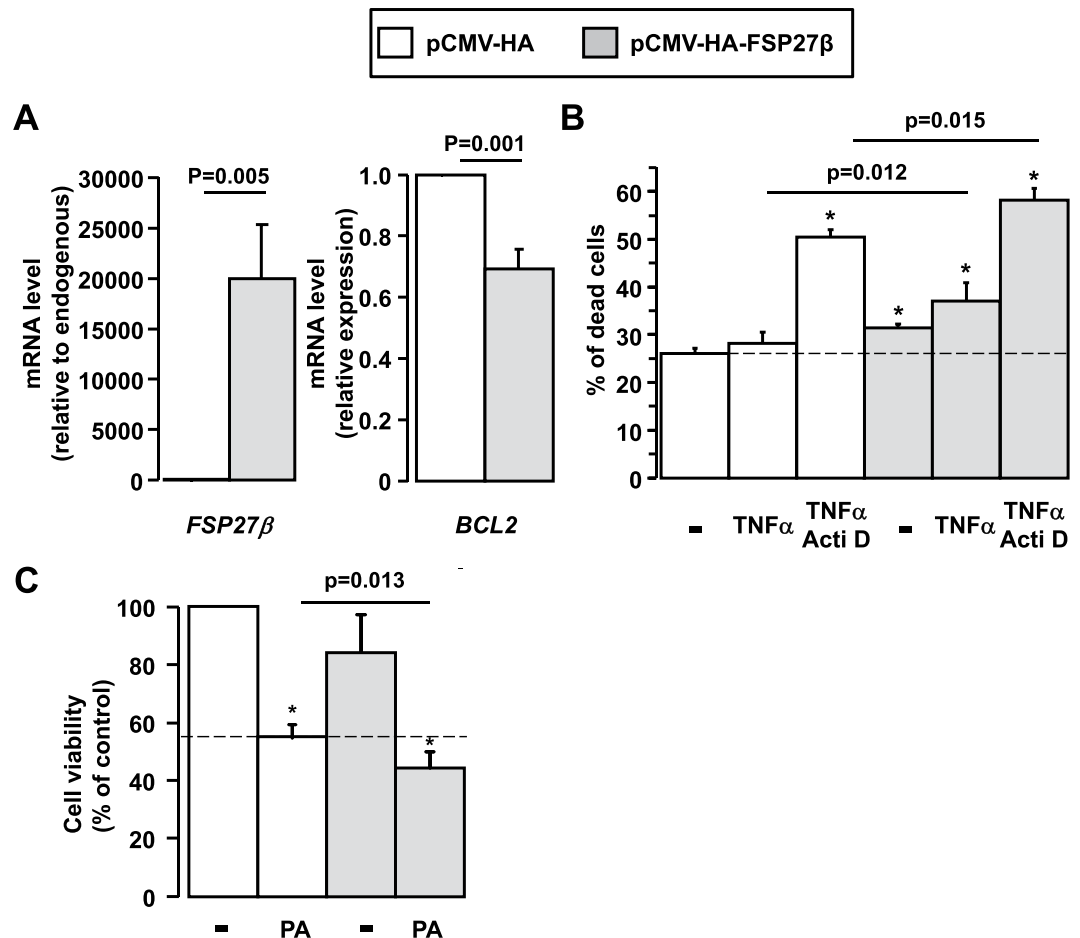 pCMV-HA pCMV-HA-FSP27β
A
P=0.005
30000
25000
20000
15000
10000
5000
0
mRNA level
(relative to endogenous)
FSP27β
P=0.001
1.0
0.8
0.6
0.4
0.2
0
mRNA level
(relative expression)
BCL2
B
p=0.015
p=0.012
60
50
40
30
20
10
0
% of dead cells
* * * *
- TNFα TNFα - TNFα TNFα
Acti D Acti D
C
p=0.013
100
80
60
40
20
0
Cell viability
(% of control)
* *
- PA - PA